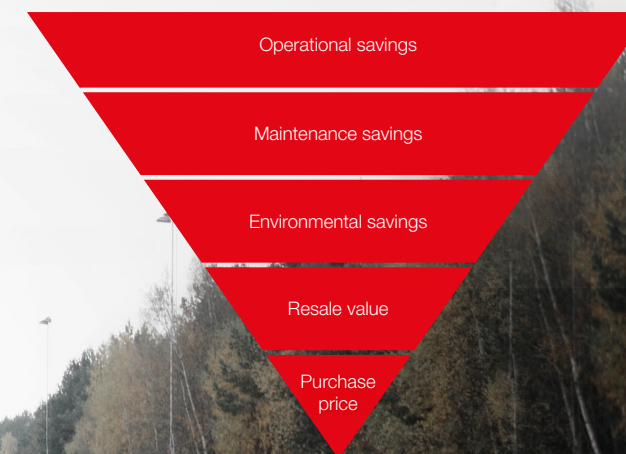 Operational savings
Maintenance savings
Environmental savings
Resale value
Purchase
price